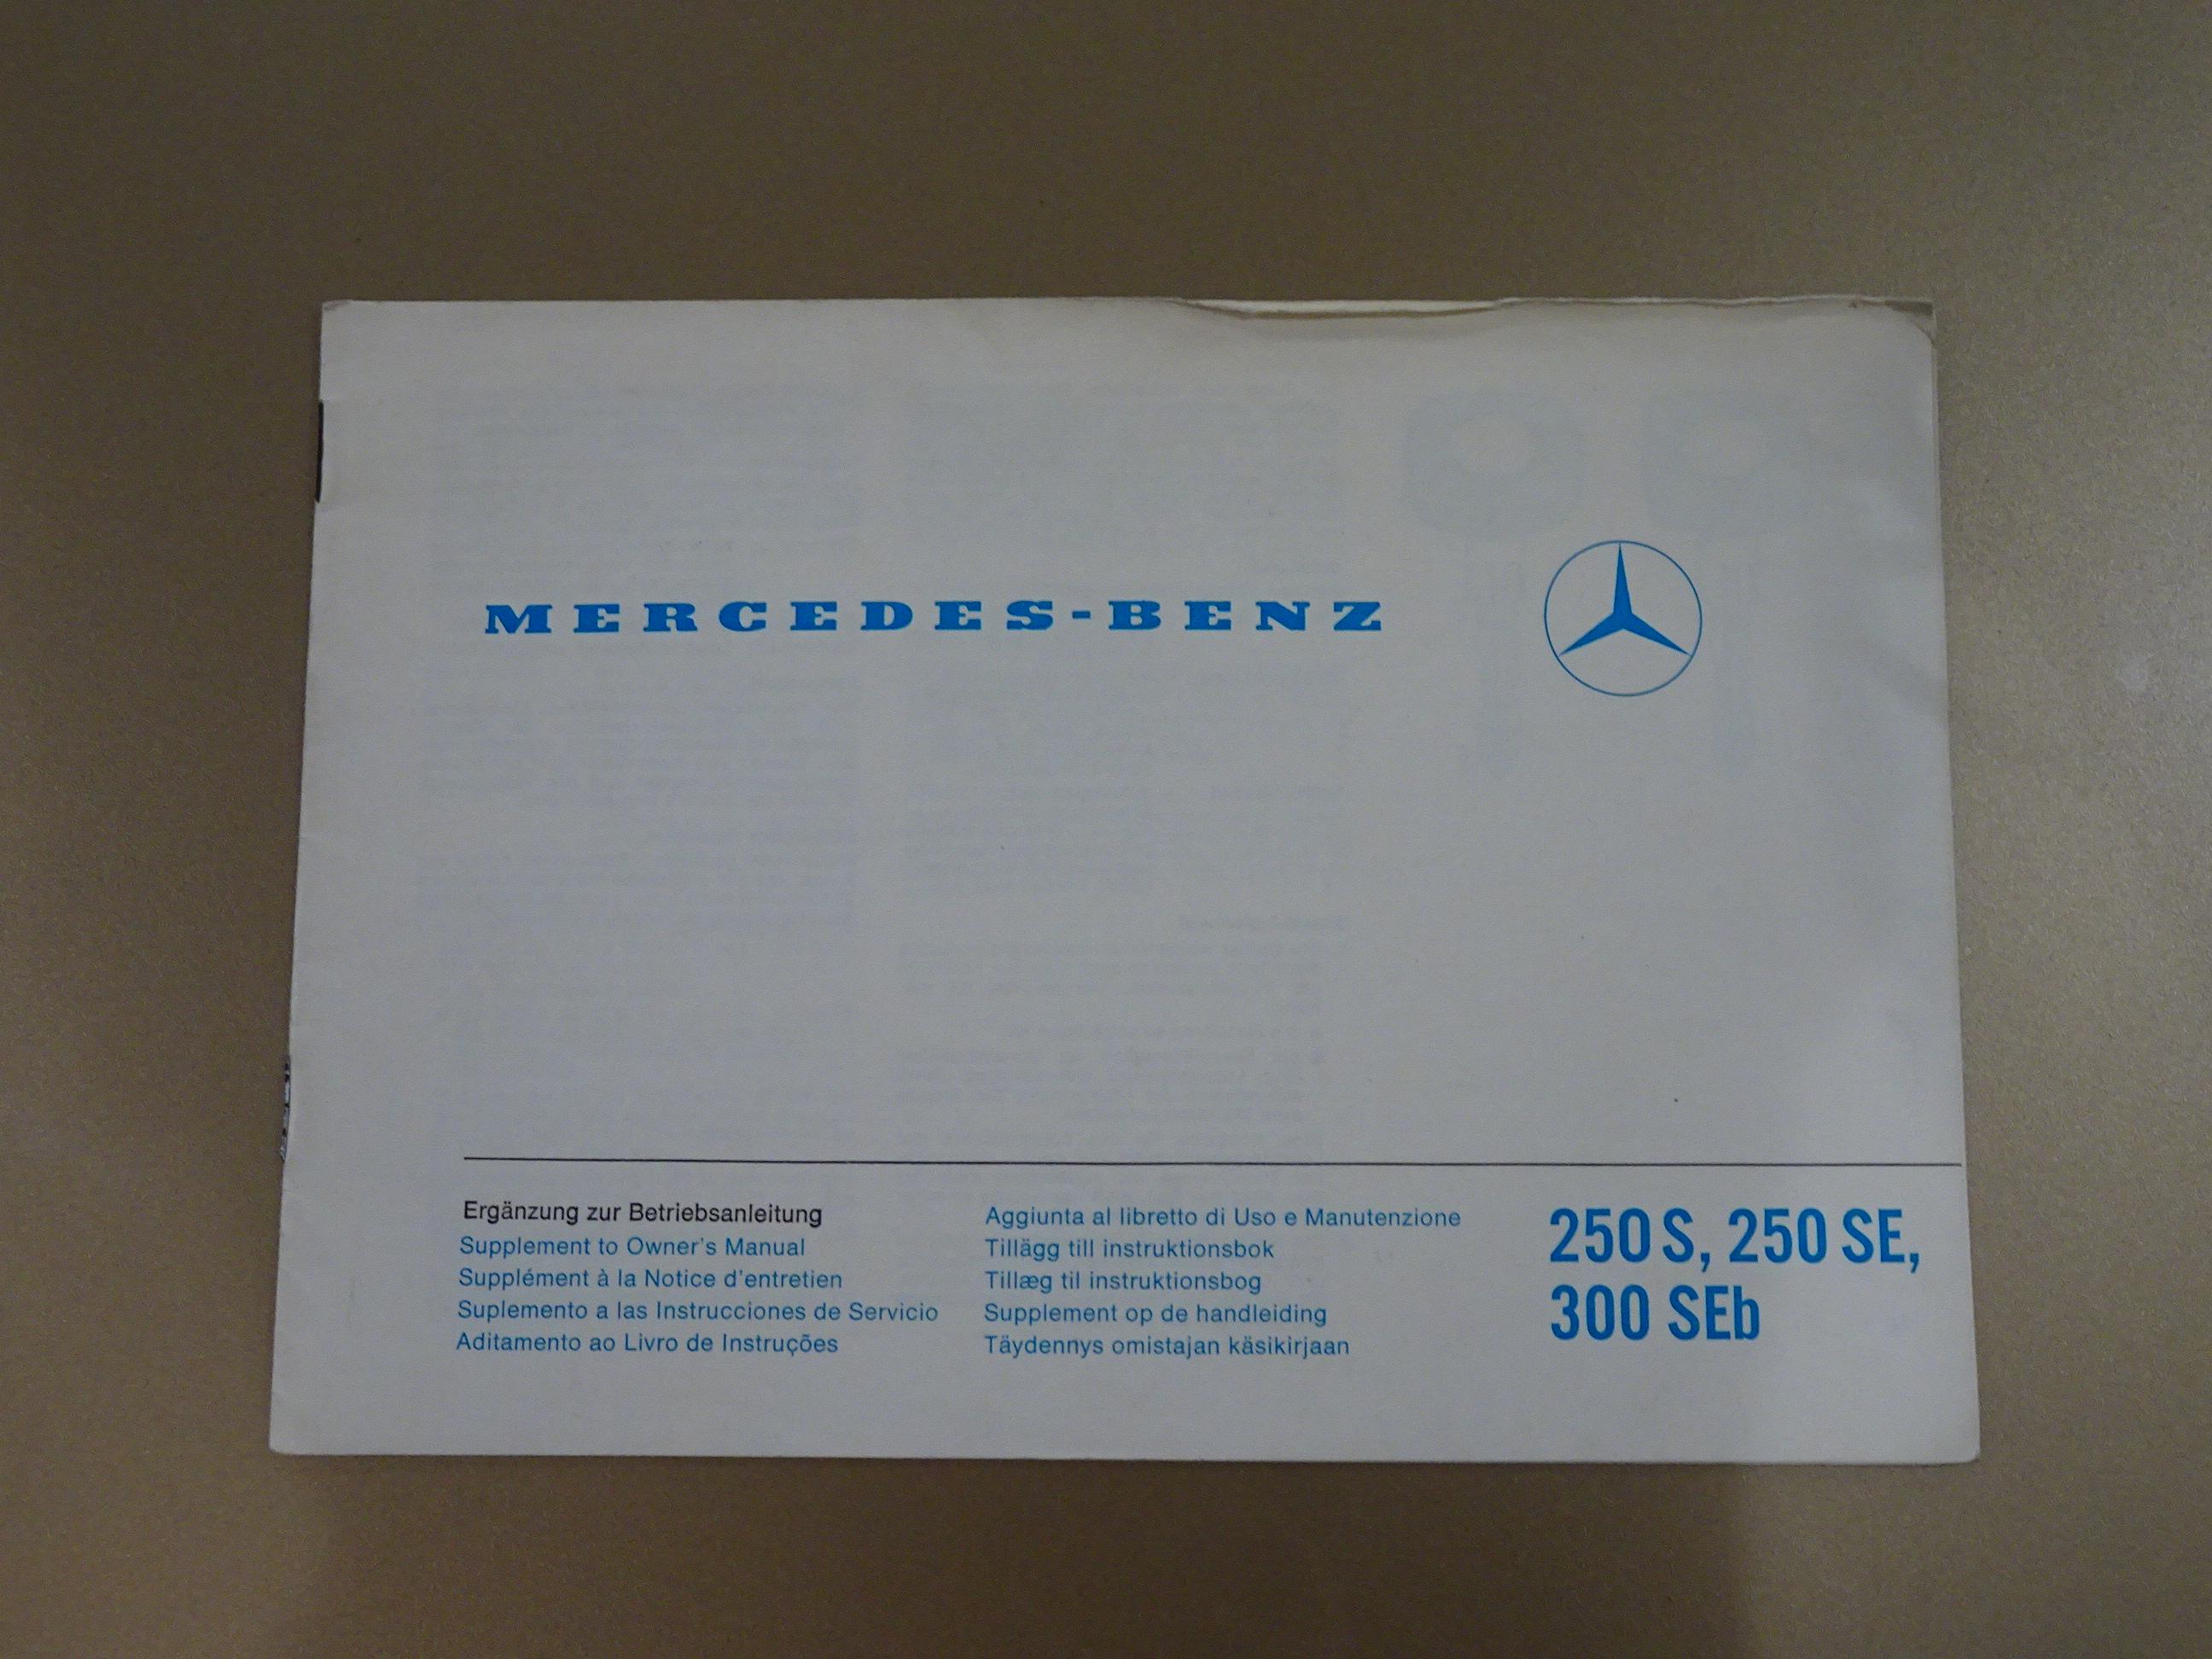 MERCEDES-BENZ
Ergänzung zur Betriebsanleitung
Supplement to Owner's Manual
Supplément à la Notice d'entretien
Suplemento a las Instrucciones de Servicio
Aditamento ao Livro de Instruções
Aggiunta al libretto di Uso e Manutenzione
Tillägg till instruktionsbok
Tillæg til instruktionsbog
Supplement op de handleiding
Täydennys omistajan käsikirjaan
250 S, 250 SE,
300 SEb